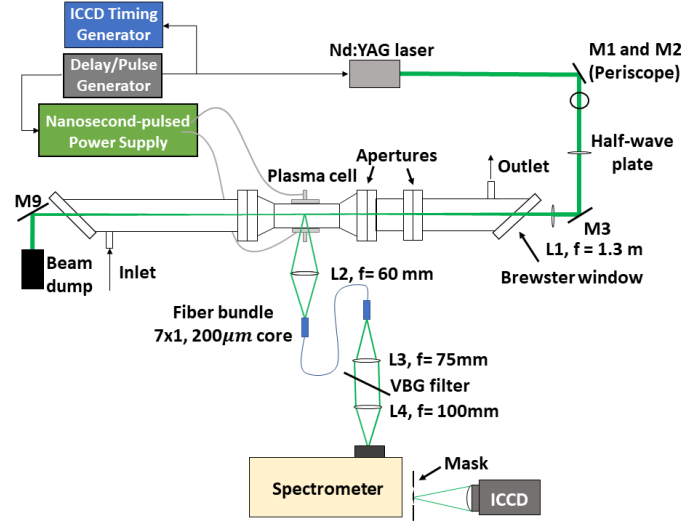 ICCD Timing
Generator
Delay/Pulse
Generator
Nanosecond-pulsed
Power Supply
Nd:YAG laser
M1 and M2
(Periscope)
Half-wave
plate
Plasma cell
Apertures
Outlet
M9
M3
L1, f = 1.3 m
Brewster window
Beam
dump
Inlet
L2, f= 60 mm
Fiber bundle
7x1, 200μm core
L3, f= 75mm
VBG filter
L4, f= 100mm
Mask
Spectrometer
ICCD